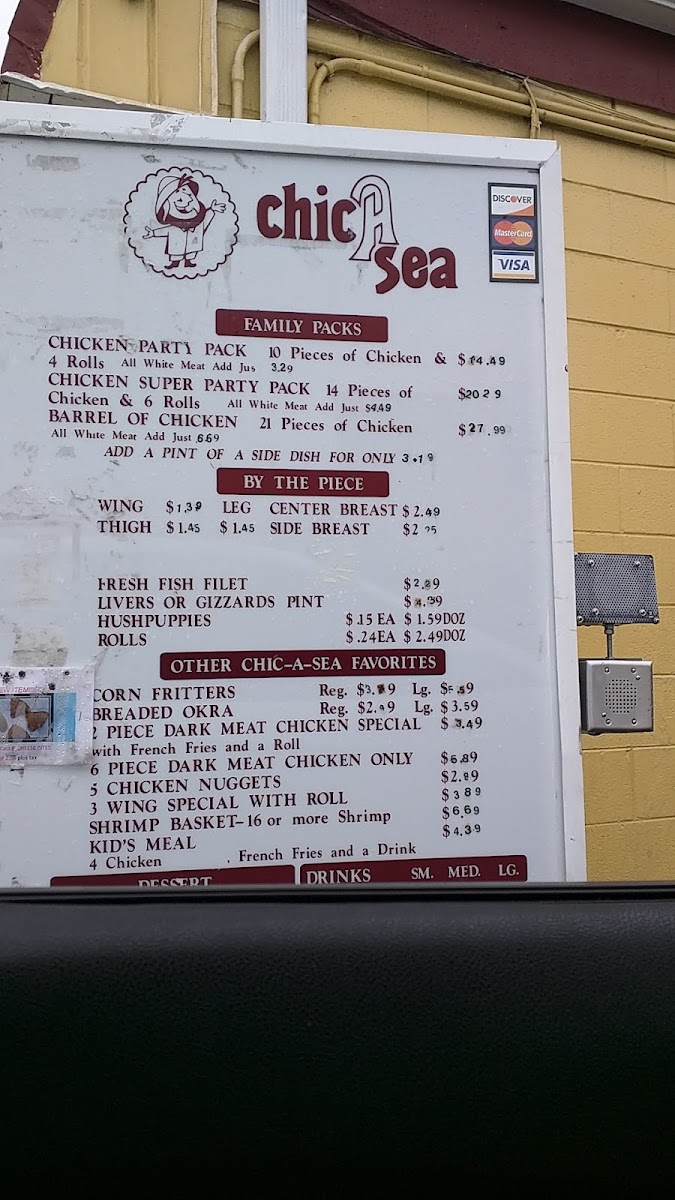 chic A sea
DISCOVER
MasterCard
VISA
FAMILY PACKS
CHICKEN PARTY PACK 10 Pieces of Chicken & $14.49
4 Rolls All White Meat Add Jus 3.29
CHICKEN SUPER PARTY PACK 14 Pieces of $20 2 9
Chicken & 6 Rolls All White Meat Add Just $4.49
BARREL OF CHICKEN 21 Pieces of Chicken $27.99
All White Meat Add Just 6.69
ADD A PINT OF A SIDE DISH FOR ONLY 3.19
BY THE PIECE
WING $1.39 LEG CENTER BREAST $2.49
THIGH $1.45 $1.45 SIDE BREAST $2 25
FRESH FISH FILET
LIVERS OR GIZZARDS PINT
HUSHPUPPIES $.15 EA $1.59DOZ
ROLLS $.24EA $2.49DOZ
OTHER CHIC-A-SEA FAVORITES
CORN FRITTERS Reg. Lg.
BREADED OKRA Reg. Lg. $3.59
2 PIECE DARK MEAT CHICKEN SPECIAL $3.49
with French Fries and a Roll
6 PIECE DARK MEAT CHICKEN ONLY $6.89
5 CHICKEN NUGGETS
3 WING SPECIAL WITH ROLL $3 89
SHRIMP BASKET-16 or more Shrimp $6.69
KID'S MEAL $4.39
4 Chicken , French Fries and a Drink
DESSERT
DRINKS SM. MED. LG.